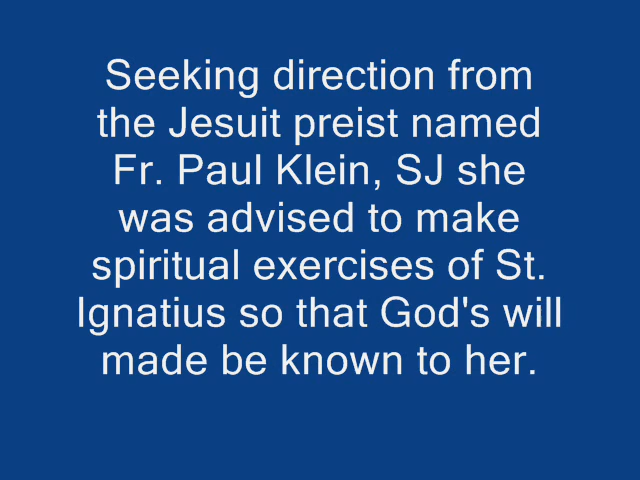 Seeking direction from
the Jesuit preist named
Fr. Paul Klein, SJ she
was advised to make
spiritual exercises of St.
Ignatius so that God's will
made be known to her.